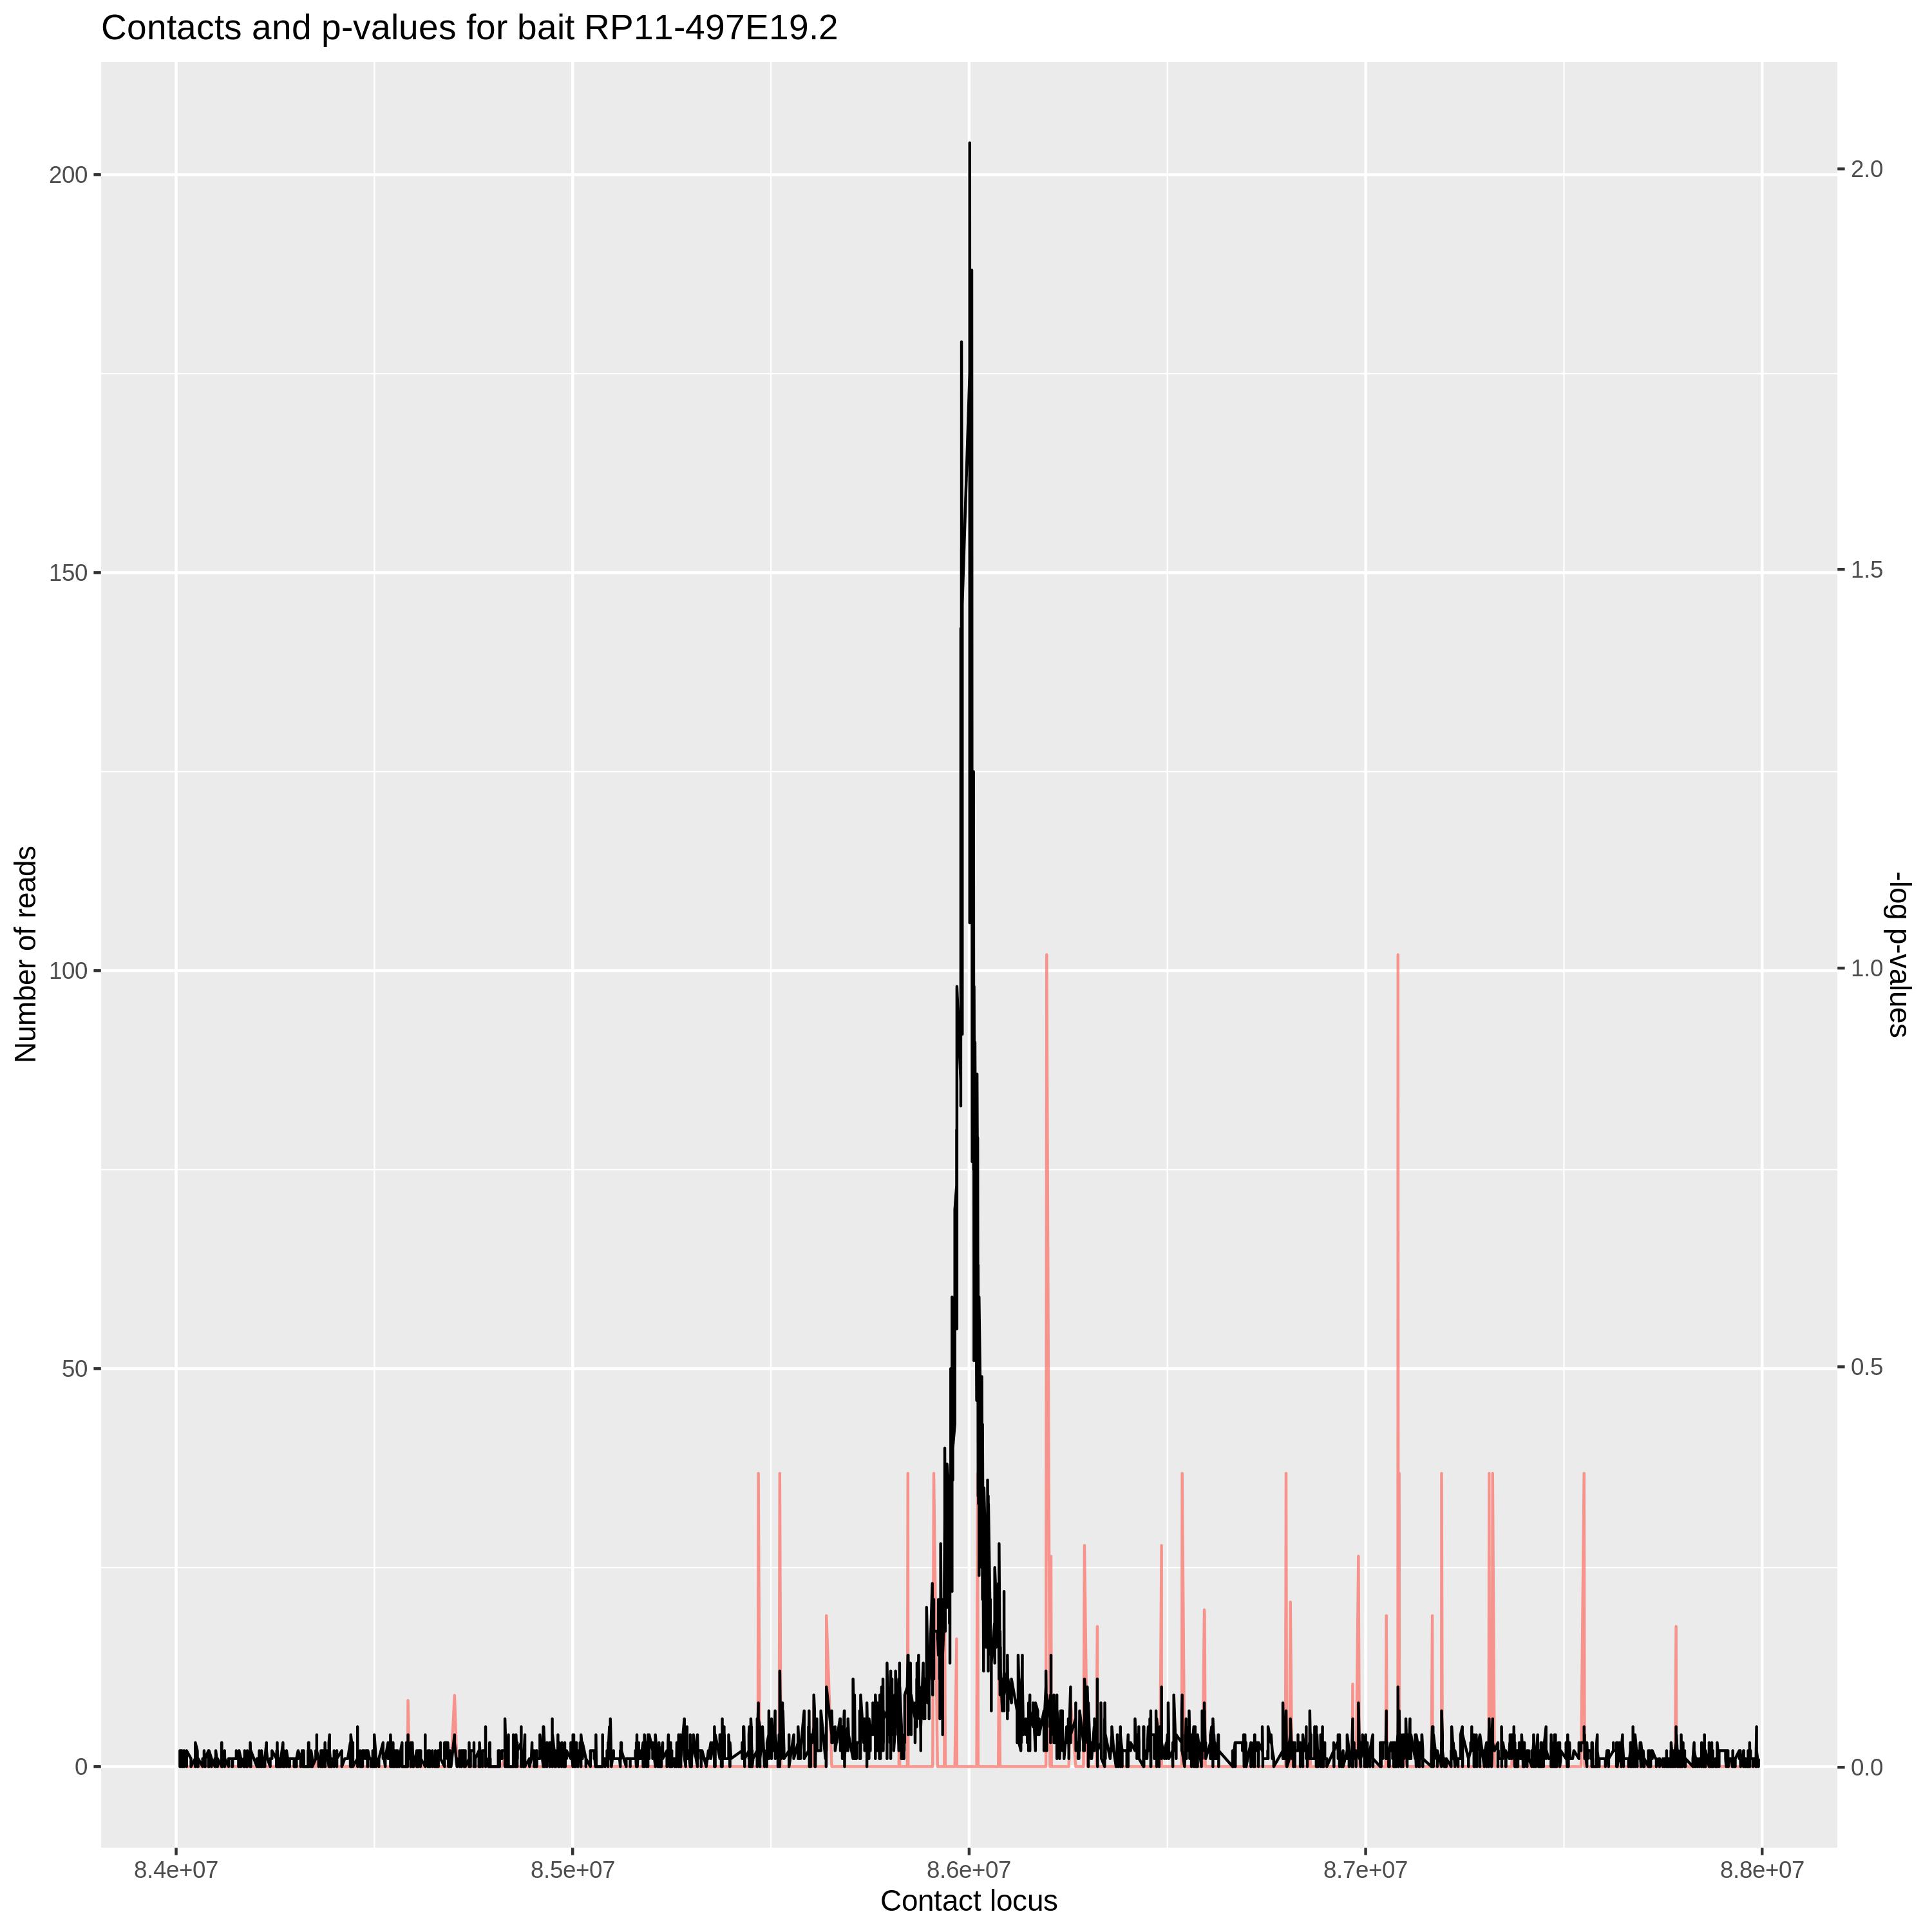 Contacts and p-values for bait RP11-497E19.2
200
150
100
50
0
Number of reads
2.0
1.5
1.0
0.5
0.0
-log p-values
8.4e+07
8.5e+07
8.6e+07
8.7e+07
8.8e+07
Contact locus